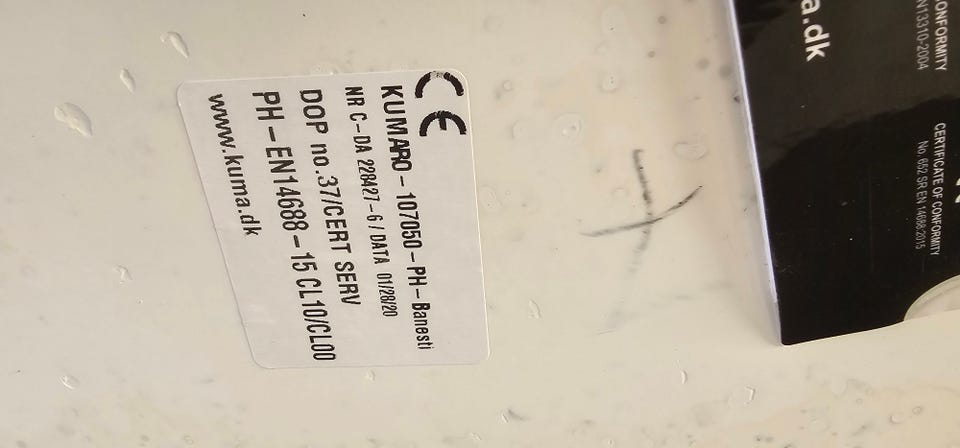 CE
KUMARO - 107050 - PH - Banesti
NR C-DA 228427-6 / DATA 01/28/20
DOP no.37/CERT SERV
PH - EN14688 - 15 CL10/CL00
www.kuma.dk
CONFORMITY
EN13310-2004
CERTIFICATE OF CONFORMITY
No. 652 SR EN 14688:2015
a.dk